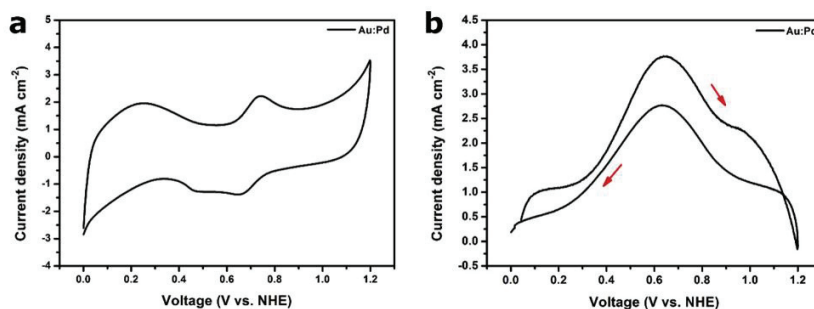 a
Au:Pd
Current density (mA cm⁻²)
5
4
3
2
1
0
-1
-2
-3
-4
0.0 0.2 0.4 0.6 0.8 1.0 1.2
Voltage (V vs. NHE)
b
Au:Pd
Current density (mA cm⁻²)
4.5
4.0
3.5
3.0
2.5
2.0
1.5
1.0
0.5
0.0
-0.5
0.0 0.2 0.4 0.6 0.8 1.0 1.2
Voltage (V vs. NHE)